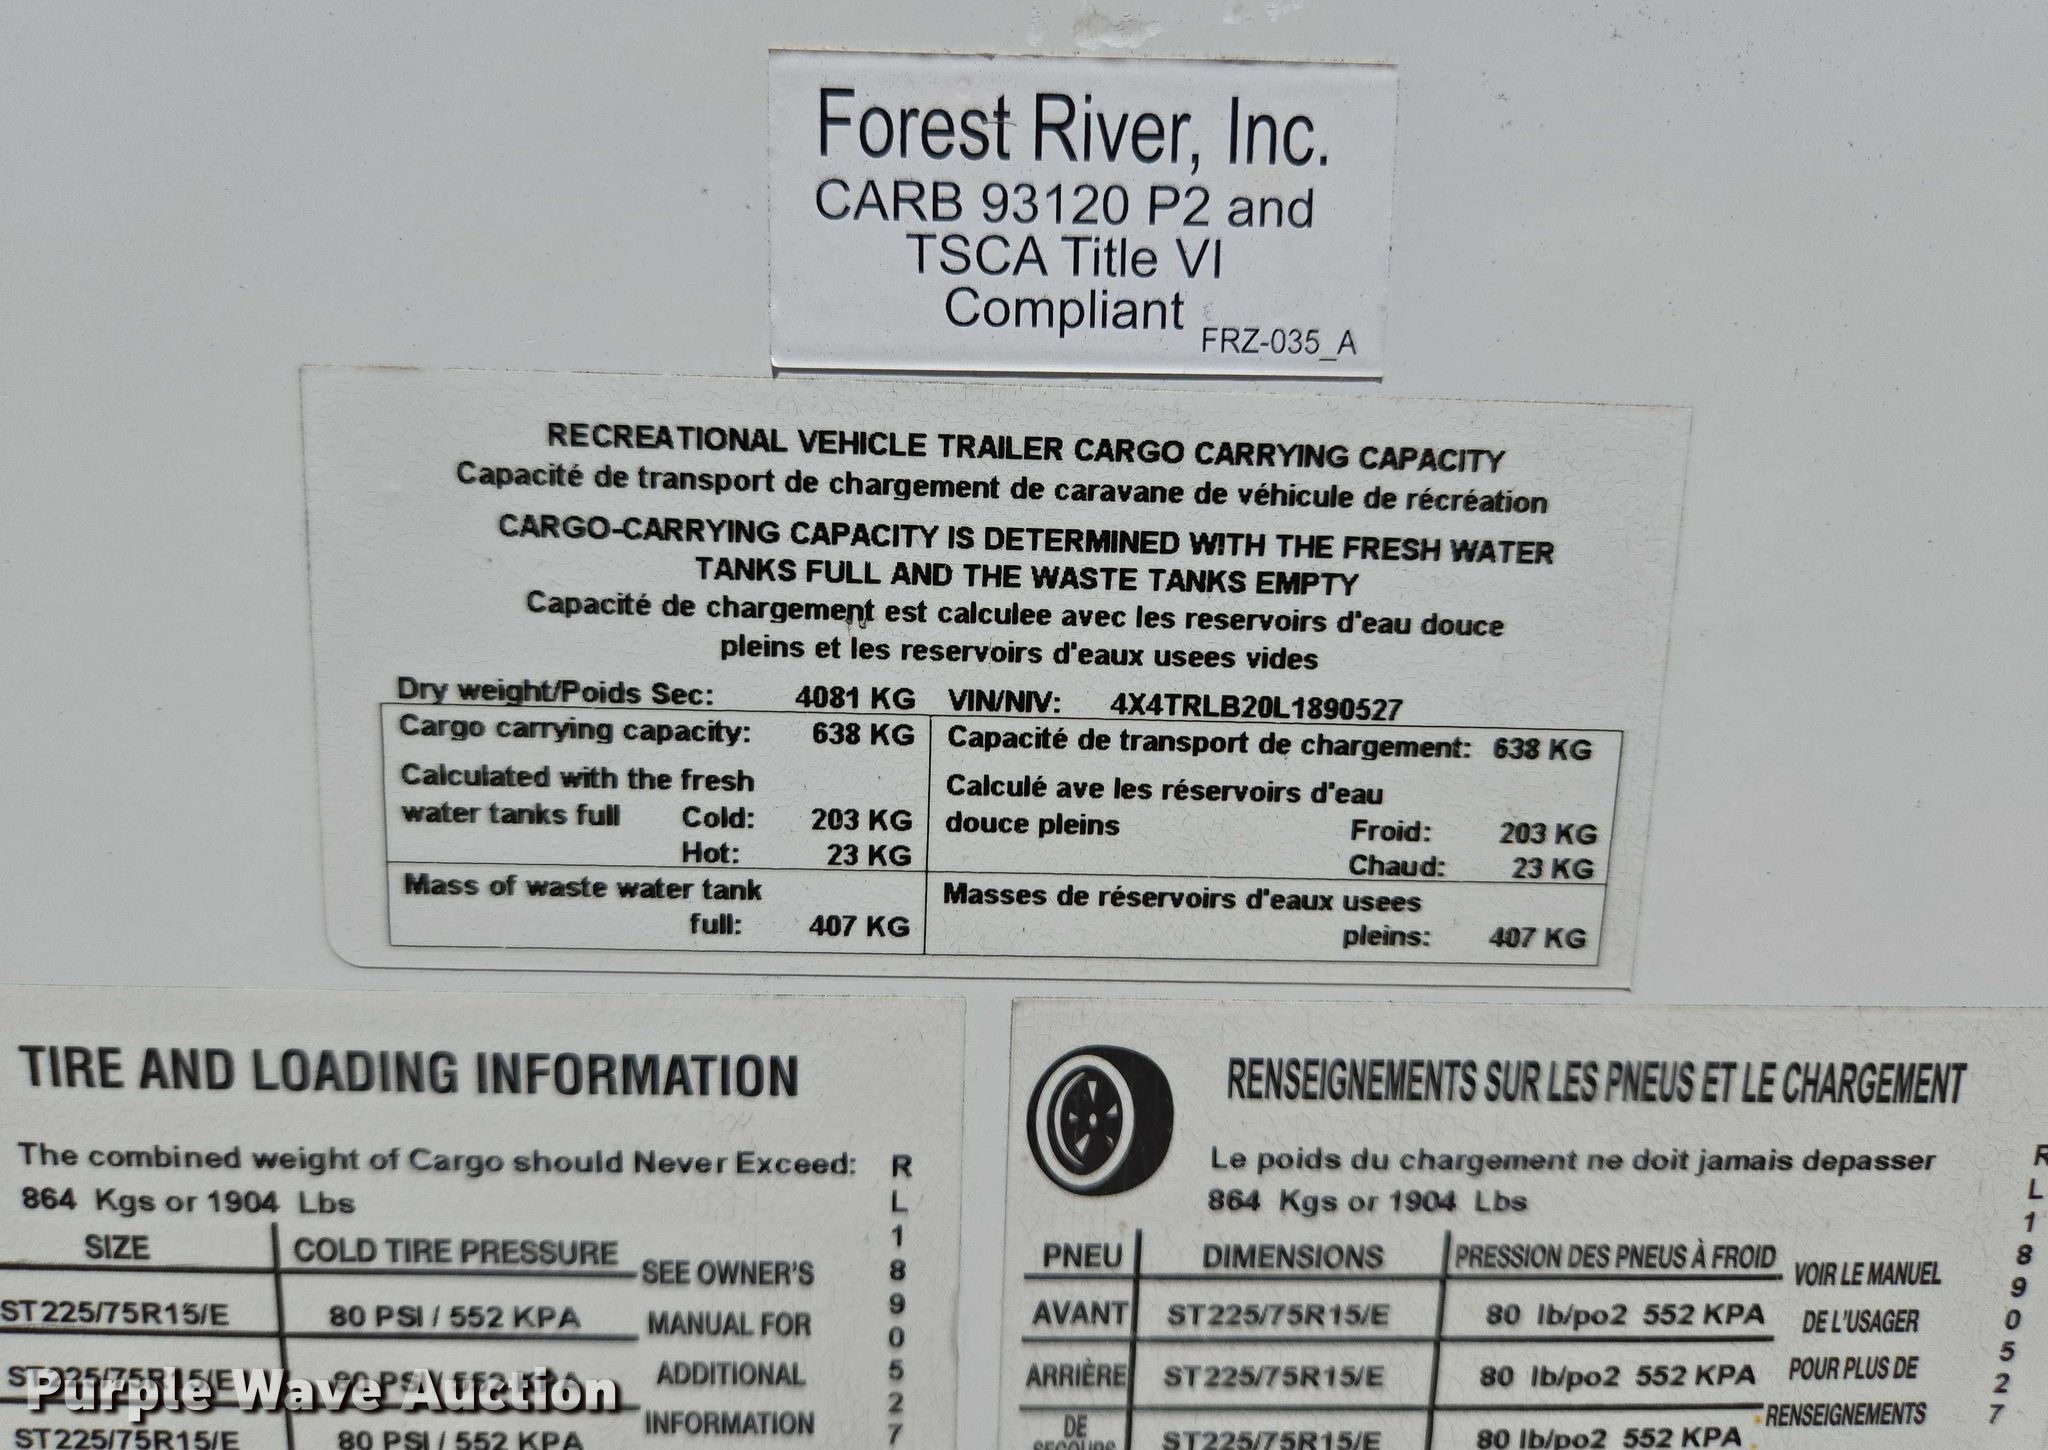 Forest River, Inc.
CARB 93120 P2 and
TSCA Title VI
Compliant
FRZ-035_A
RECREATIONAL VEHICLE TRAILER CARGO CARRYING CAPACITY
Capacité de transport de chargement de caravane de véhicule de récréation
CARGO-CARRYING CAPACITY IS DETERMINED WITH THE FRESH WATER
TANKS FULL AND THE WASTE TANKS EMPTY
Capacité de chargement est calculee avec les reservoirs d'eau douce
pleins et les reservoirs d'eaux usees vides
Dry weight/Poids Sec: 4081 KG VIN/NIV: 4X4TRLB20L1890527
Cargo carrying capacity: 638 KG
Calculated with the fresh
water tanks full Cold: 203 KG
Hot: 23 KG
Mass of waste water tank
full: 407 KG
Capacité de transport de chargement: 638 KG
Calculé ave les réservoirs d'eau
douce pleins Froid: 203 KG
Chaud: 23 KG
Masses de réservoirs d'eaux usees
pleins: 407 KG
TIRE AND LOADING INFORMATION
The combined weight of Cargo should Never Exceed:
864 Kgs or 1904 Lbs
SIZE COLD TIRE PRESSURE
ST225/75R15/E 80 PSI / 552 KPA
ST225/75R15/E 80 PSI / 552 KPA
ST225/75R15/E 80 PSI / 552 KPA
SEE OWNER'S
MANUAL FOR
ADDITIONAL
INFORMATION
RL1890527
RENSEIGNEMENTS SUR LES PNEUS ET LE CHARGEMENT
Le poids du chargement ne doit jamais depasser
864 Kgs or 1904 Lbs
PNEU DIMENSIONS PRESSION DES PNEUS À FROID
AVANT ST225/75R15/E 80 lb/po2 552 KPA
ARRIÈRE ST225/75R15/E 80 lb/po2 552 KPA
DE
SECOURS ST225/75R15/E 80 lb/po2 552 KPA
VOIR LE MANUEL
DE L'USAGER
POUR PLUS DE
RENSEIGNEMENTS
RL1890527
Purple Wave Auction